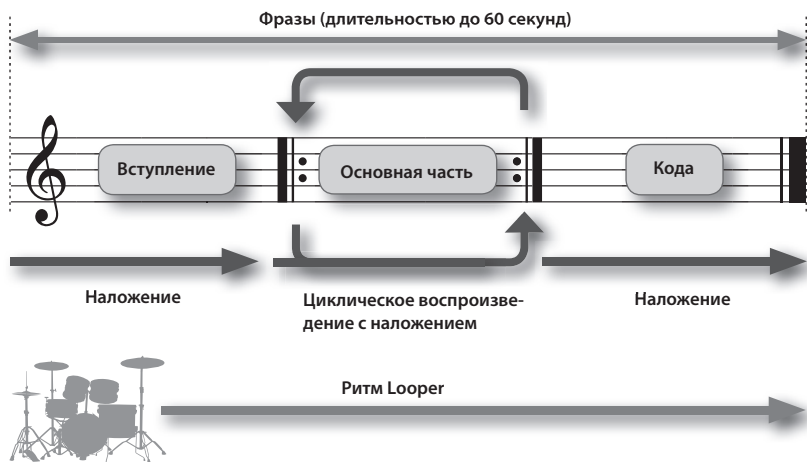 Фразы (длительностью до 60 секунд)
Вступление
Основная часть
Кода
Наложение
Циклическое воспроизве-
дение с наложением
Наложение
Ритм Looper